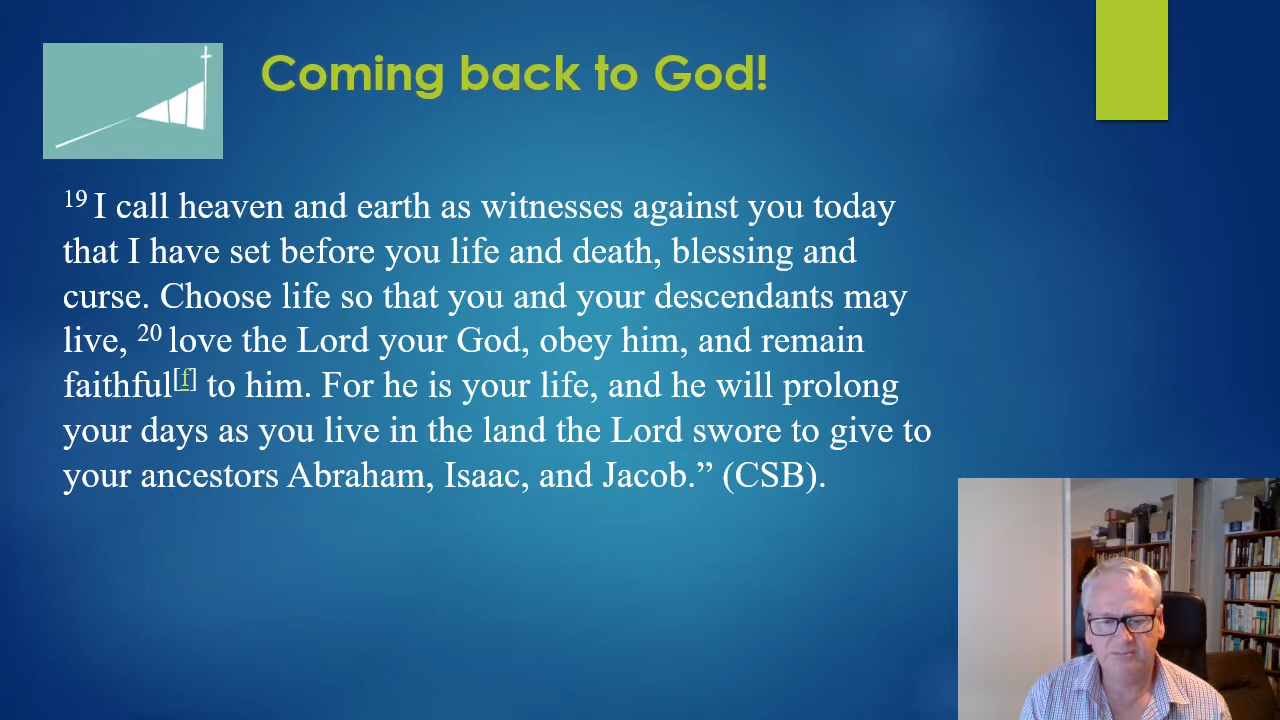 Coming back to God!
19 I call heaven and earth as witnesses against you today
that I have set before you life and death, blessing and
curse. Choose life so that you and your descendants may
live, 20 love the Lord your God, obey him, and remain
faithful[f] to him. For he is your life, and he will prolong
your days as you live in the land the Lord swore to give to
your ancestors Abraham, Isaac, and Jacob.” (CSB).